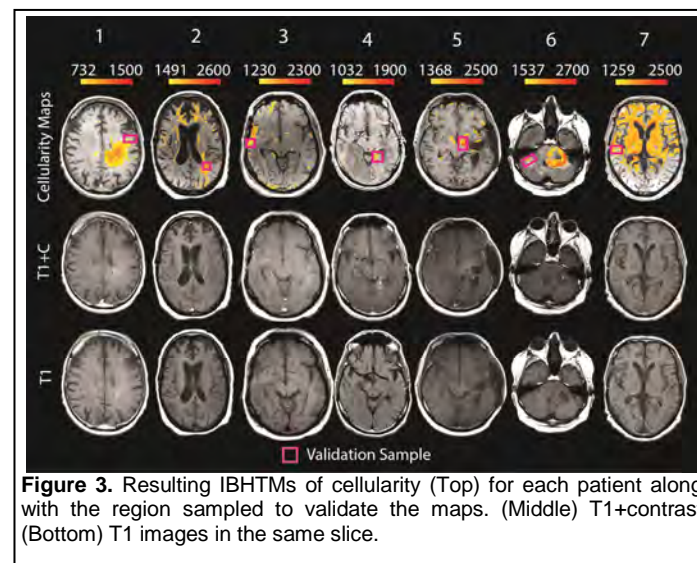 1 2 3 4 5 6 7
732 1500 1491 2600 1230 2300 1032 1900 1368 2500 1537 2700 1259 2500
Cellularity Maps
T1+C
T1
Validation Sample
Figure 3. Resulting IBHTMs of cellularity (Top) for each patient along
with the region sampled to validate the maps. (Middle) T1+contras
(Bottom) T1 images in the same slice.